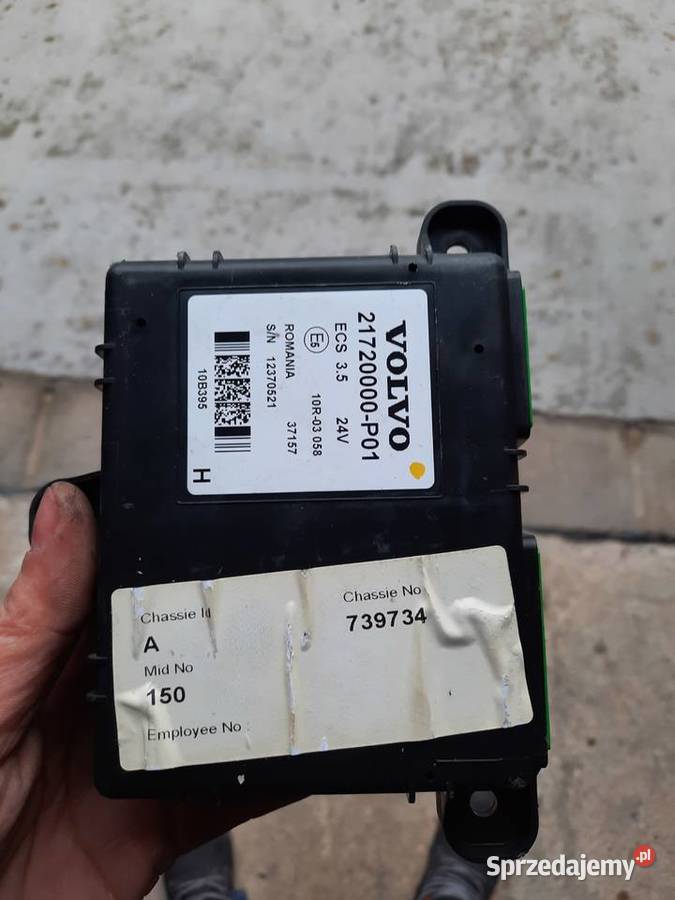 VOLVO
21720000-P01
ECS 3.5 24V
E5 10R-03 058
ROMANIA 37157
S/N 12370521
10B395
H
Chassie Id
A
Chassie No
739734
Mid No
150
Employee No
Sprzedajemy.pl